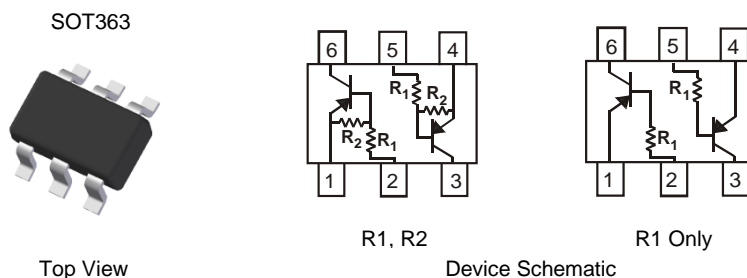 SOT363
6 5 4
R1 R2
R2 R1
1 2 3
6 5 4
R1
R1
1 2 3
R1, R2
R1 Only
Top View
Device Schematic